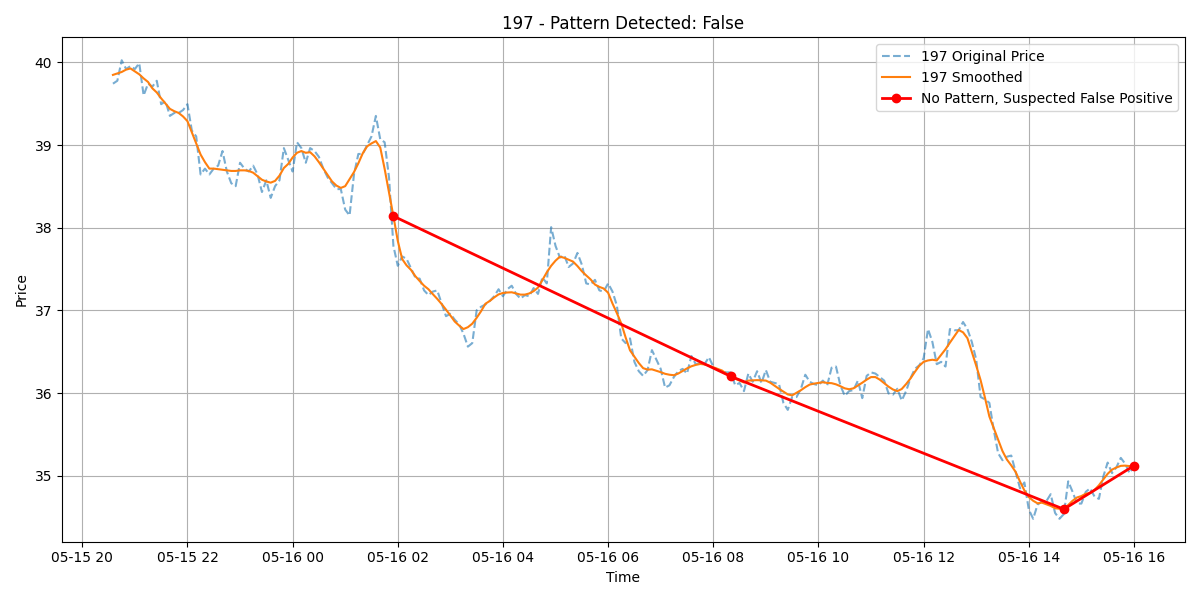 197 - Pattern Detected: False
197 Original Price
197 Smoothed
No Pattern, Suspected False Positive
Price
40
39
38
37
36
35
05-15 20
05-15 22
05-16 00
05-16 02
05-16 04
05-16 06
05-16 08
05-16 10
05-16 12
05-16 14
05-16 16
Time